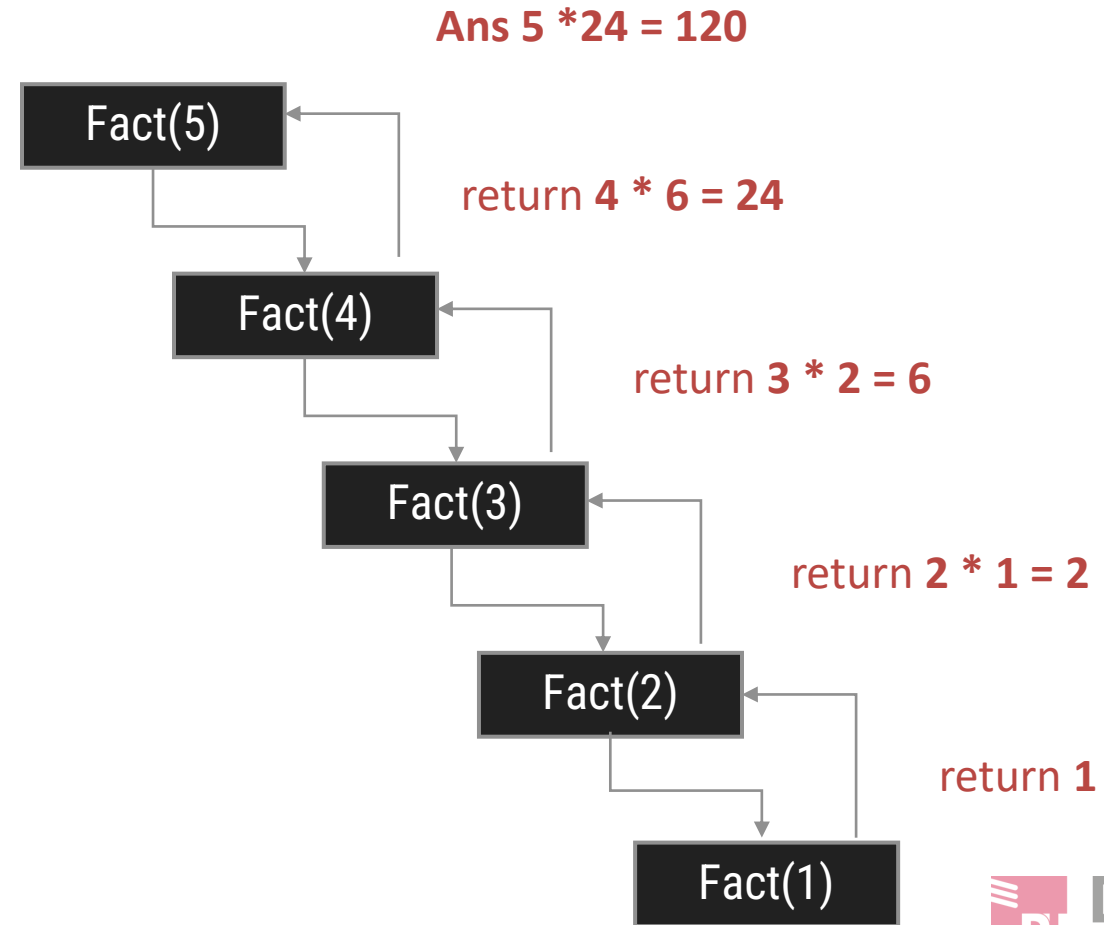 Ans 5 *24 = 120
Fact(5)
return 4 * 6 = 24
Fact(4)
return 3 * 2 = 6
Fact(3)
return 2 * 1 = 2
Fact(2)
return 1
Fact(1)